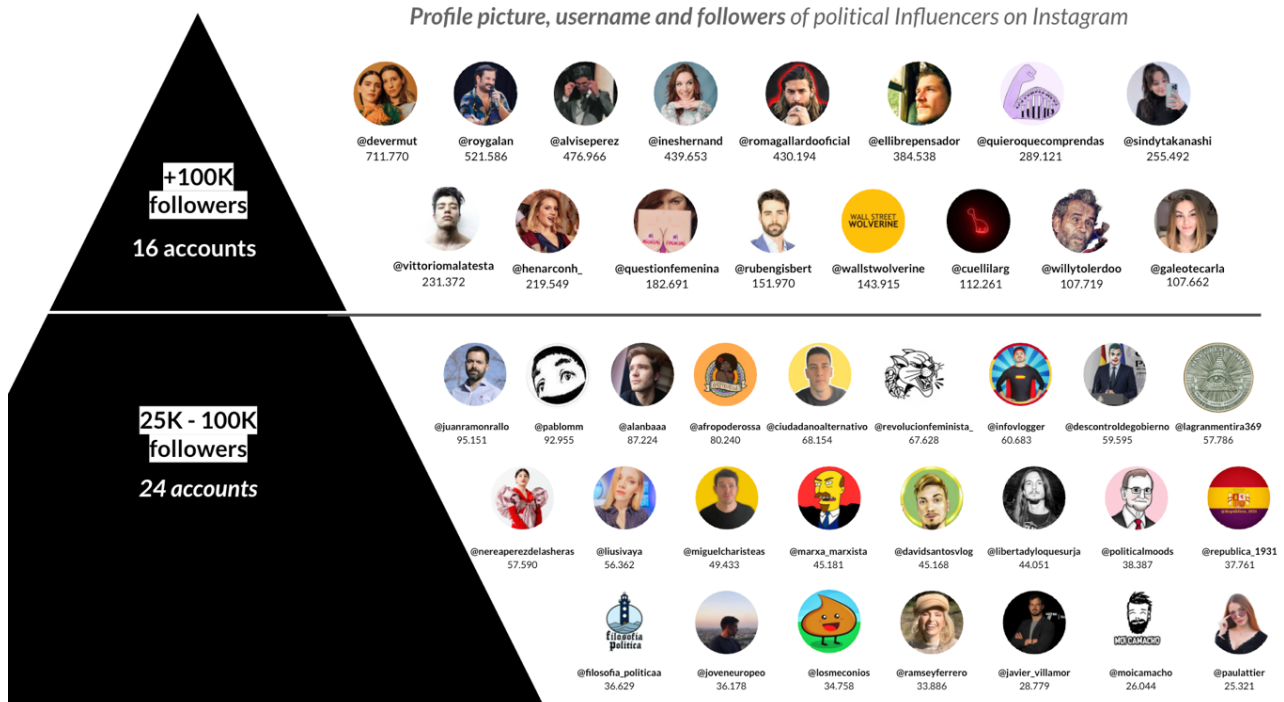 Profile picture, username and followers of political Influencers on Instagram
+100K
followers
16 accounts
@devermut
711.770
@roygalan
521.586
@alviseperez
476.966
@ineshernand
439.653
@romagallardooficial
430.194
@ellibrepensador
384.538
@quieroquecomprendas
289.121
@sindytakanashi
255.492
@vittoriomalatesta
231.372
@henarconh_
219.549
@questionfemenina
182.691
@rubengisbert
151.970
WALL STREET
WOLVERINE
@wallstwolverine
143.915
@cuellilarg
112.261
@willytolerdoo
107.719
@galeotecarla
107.662
25K - 100K
followers
24 accounts
@juanramonrallo
95.151
@pablomm
92.955
@alanbaaa
87.224
@afropoderossa
80.240
@ciudadanoalternativo
68.154
@revolucionfeminista_
67.628
@infovlogger
60.683
@descontroldegobierno
59.595
@lagranmentira369
57.786
@nereaperezdelasheras
57.590
@liusivaya
56.362
@miguelcharisteas
49.433
@marxa_marxista
45.181
@davidsantosvlog
45.168
@libertadyloquesurja
44.051
@politicalmoods
38.387
@republica_1931
37.761
filosofía
Política
@filosofia_politicaa
36.629
@joveneuropeo
36.178
@losmeconios
34.758
@ramseyferrero
33.886
@javier_villamor
28.779
MOI CAMACHO
@moicamacho
26.044
@paulattier
25.321